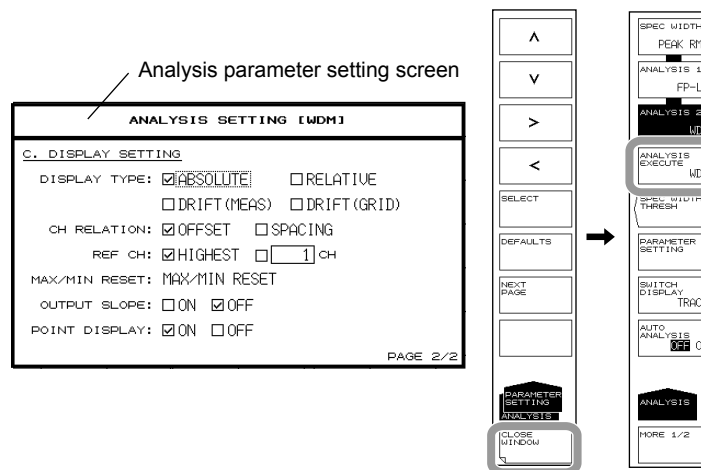 Analysis parameter setting screen
ANALYSIS SETTING [WDM]
C. DISPLAY SETTING
DISPLAY TYPE: ☑ABSOLUTE □RELATIVE
□DRIFT(MEAS) □DRIFT(GRID)
CH RELATION: ☑OFFSET □SPACING
REF CH: ☑HIGHEST □ 1 CH
MAX/MIN RESET: MAX/MIN RESET
OUTPUT SLOPE: □ON ☑OFF
POINT DISPLAY: ☑ON □OFF
PAGE 2/2
∧
∨
>
<
SELECT
DEFAULTS
NEXT
PAGE
PARAMETER
SETTING
ANALYSIS
CLOSE
WINDOW
SPEC WIDTH
PEAK RM
ANALYSIS 1
FP-L
ANALYSIS 2
WD
ANALYSIS
EXECUTE
WD
SPEC WIDTH
THRESH
PARAMETER
SETTING
SWITCH
DISPLAY
TRAC
AUTO
ANALYSIS
OFF O
ANALYSIS
MORE 1/2